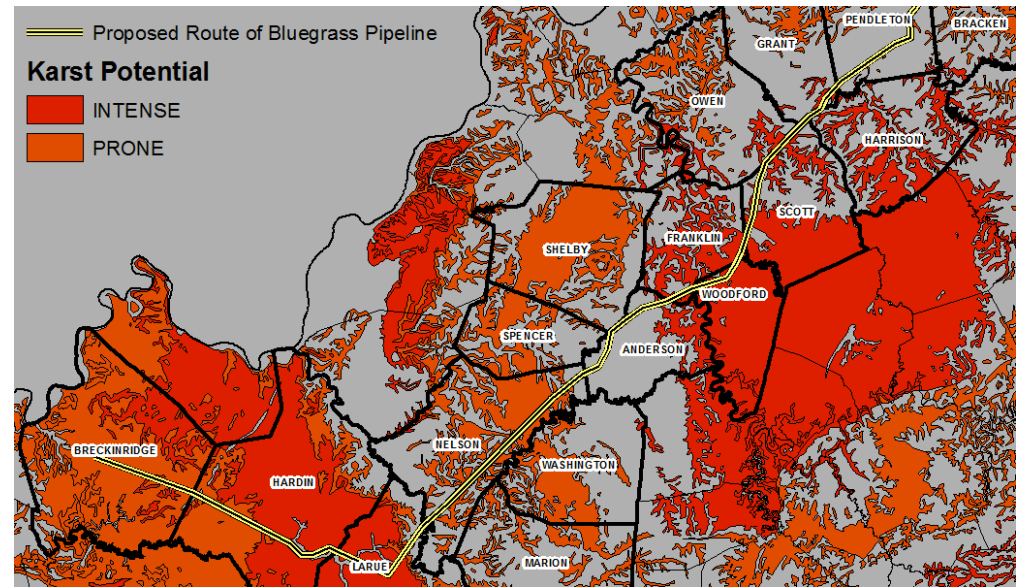 Proposed Route of Bluegrass Pipeline
Karst Potential
INTENSE
PRONE
PENDLETON
BRACKEN
GRANT
OWEN
HARRISON
SCOTT
FRANKLIN
SHELBY
WOODFORD
SPENCER
ANDERSON
NELSON
BRECKINRIDGE
WASHINGTON
HARDIN
LARUE
MARION